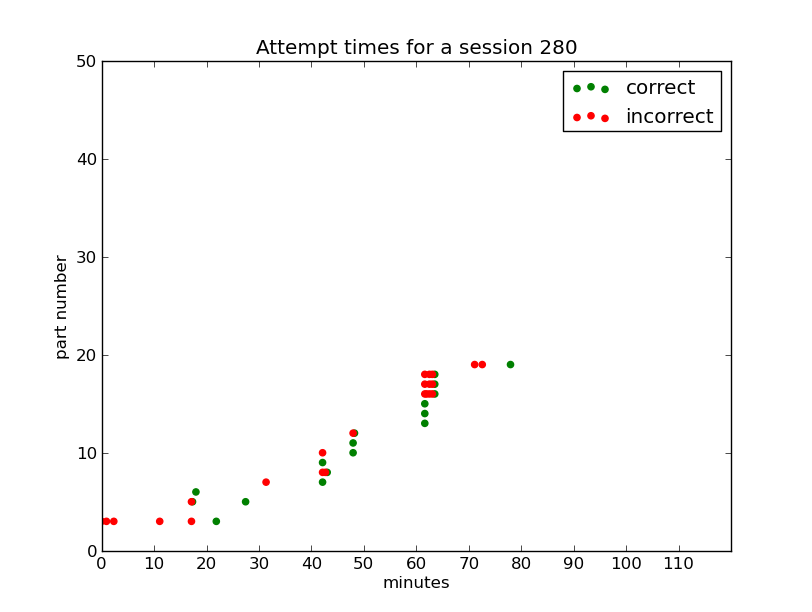 Attempt times for a session 280
correct
incorrect
50
40
30
20
10
0
part number
0 10 20 30 40 50 60 70 80 90 100 110
minutes